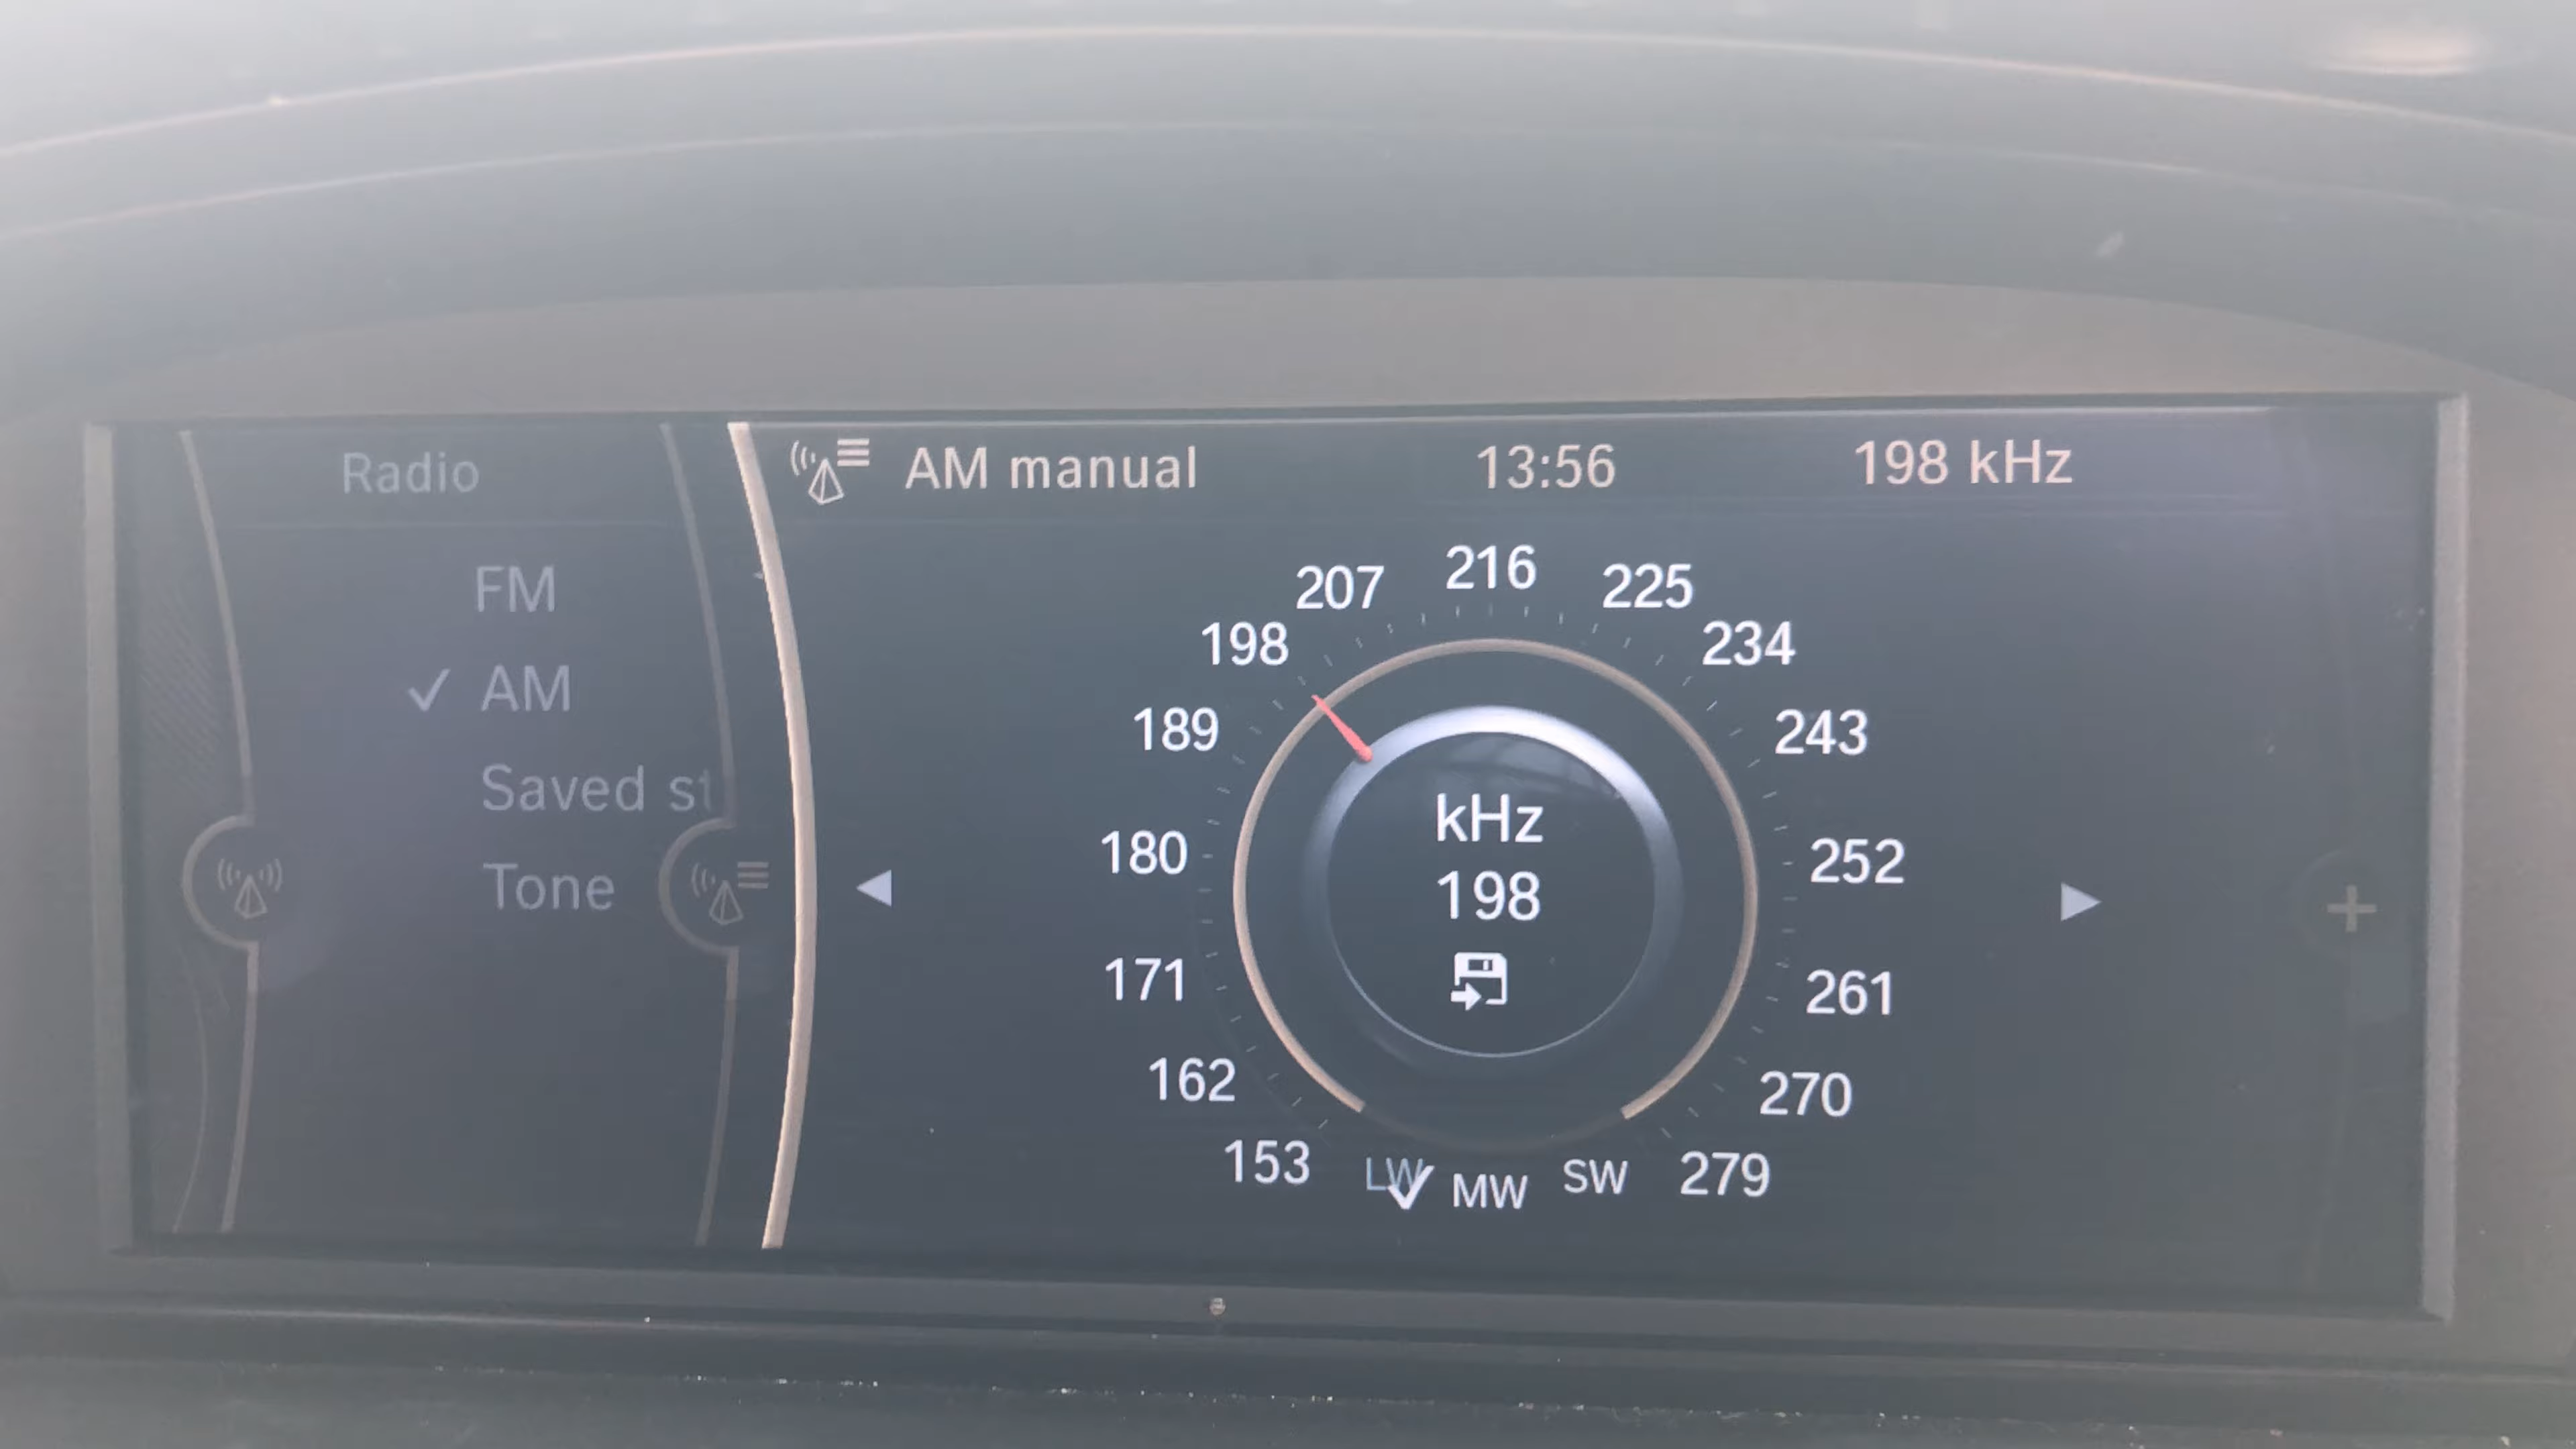 Radio
FM
AM
Saved st
Tone
AM manual
13:56
198 kHz
153
162
171
180
189
198
207
216
225
234
243
252
261
270
279
kHz
198
LW
MW
SW